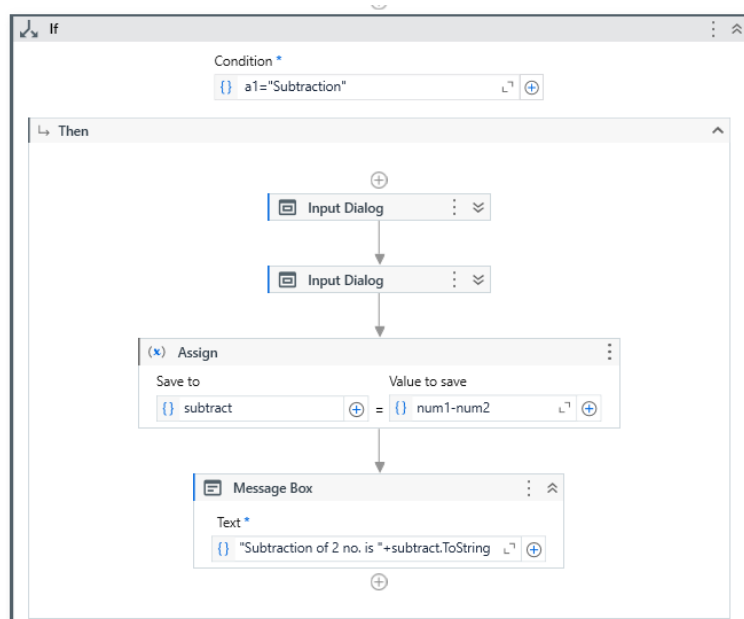 If
Condition *
{} a1="Subtraction"
Then
Input Dialog
Input Dialog
(x) Assign
Save to Value to save
{} subtract = {} num1-num2
Message Box
Text *
{} "Subtraction of 2 no. is "+subtract.ToString